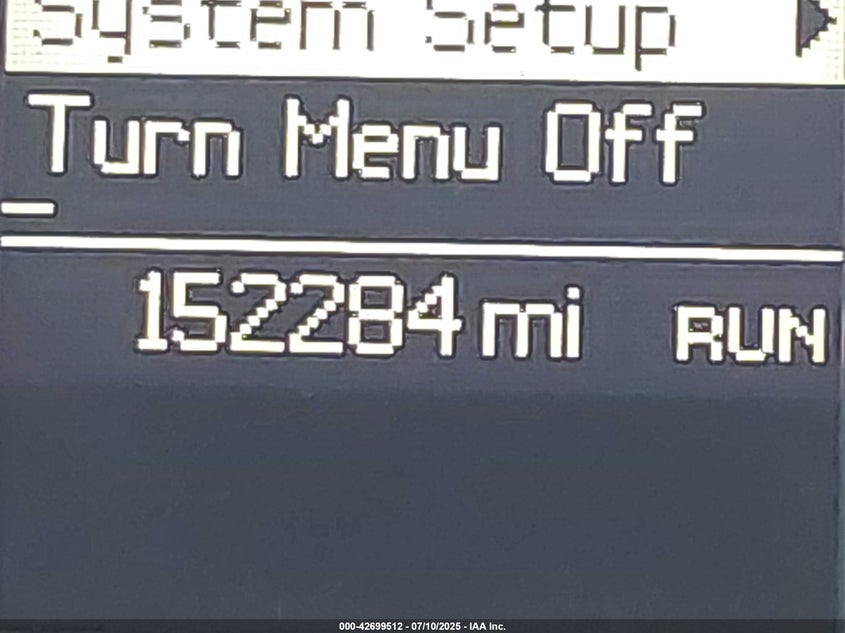 System Setup
Turn Menu Off
152284 mi RUN
000-42699512 - 07/10/2025 - IAA Inc.